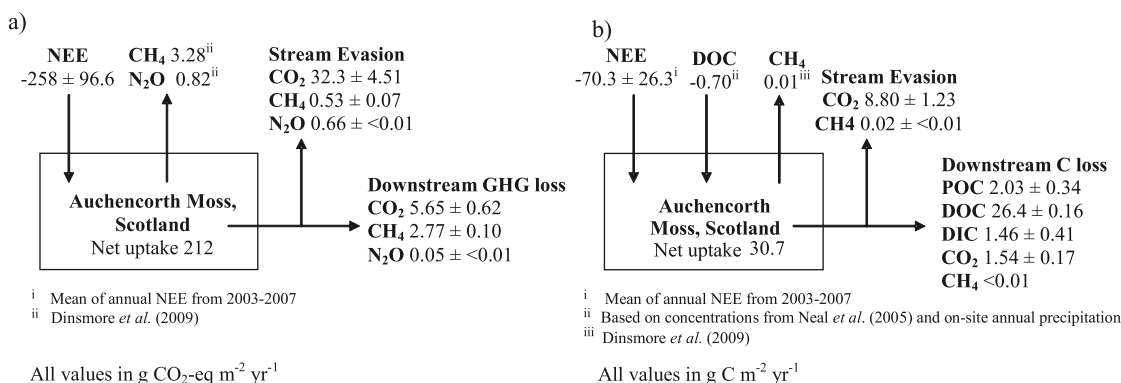 a)
NEE
-258 ± 96.6
CH₄ 3.28ⁱⁱ
N₂O 0.82ⁱⁱ
Stream Evasion
CO₂ 32.3 ± 4.51
CH₄ 0.53 ± 0.07
N₂O 0.66 ± <0.01
Auchencorth Moss,
Scotland
Net uptake 212
Downstream GHG loss
CO₂ 5.65 ± 0.62
CH₄ 2.77 ± 0.10
N₂O 0.05 ± <0.01
ⁱ Mean of annual NEE from 2003-2007
ⁱⁱ Dinsmore et al. (2009)
All values in g CO₂-eq m⁻² yr⁻¹
b)
NEE
-70.3 ± 26.3ⁱ
DOC
-0.70ⁱⁱ
CH₄
0.01ⁱⁱⁱ
Stream Evasion
CO₂ 8.80 ± 1.23
CH4 0.02 ± <0.01
Auchencorth
Moss, Scotland
Net uptake 30.7
Downstream C loss
POC 2.03 ± 0.34
DOC 26.4 ± 0.16
DIC 1.46 ± 0.41
CO₂ 1.54 ± 0.17
CH₄ <0.01
ⁱ Mean of annual NEE from 2003-2007
ⁱⁱ Based on concentrations from Neal et al. (2005) and on-site annual precipitation
ⁱⁱⁱ Dinsmore et al. (2009)
All values in g C m⁻² yr⁻¹